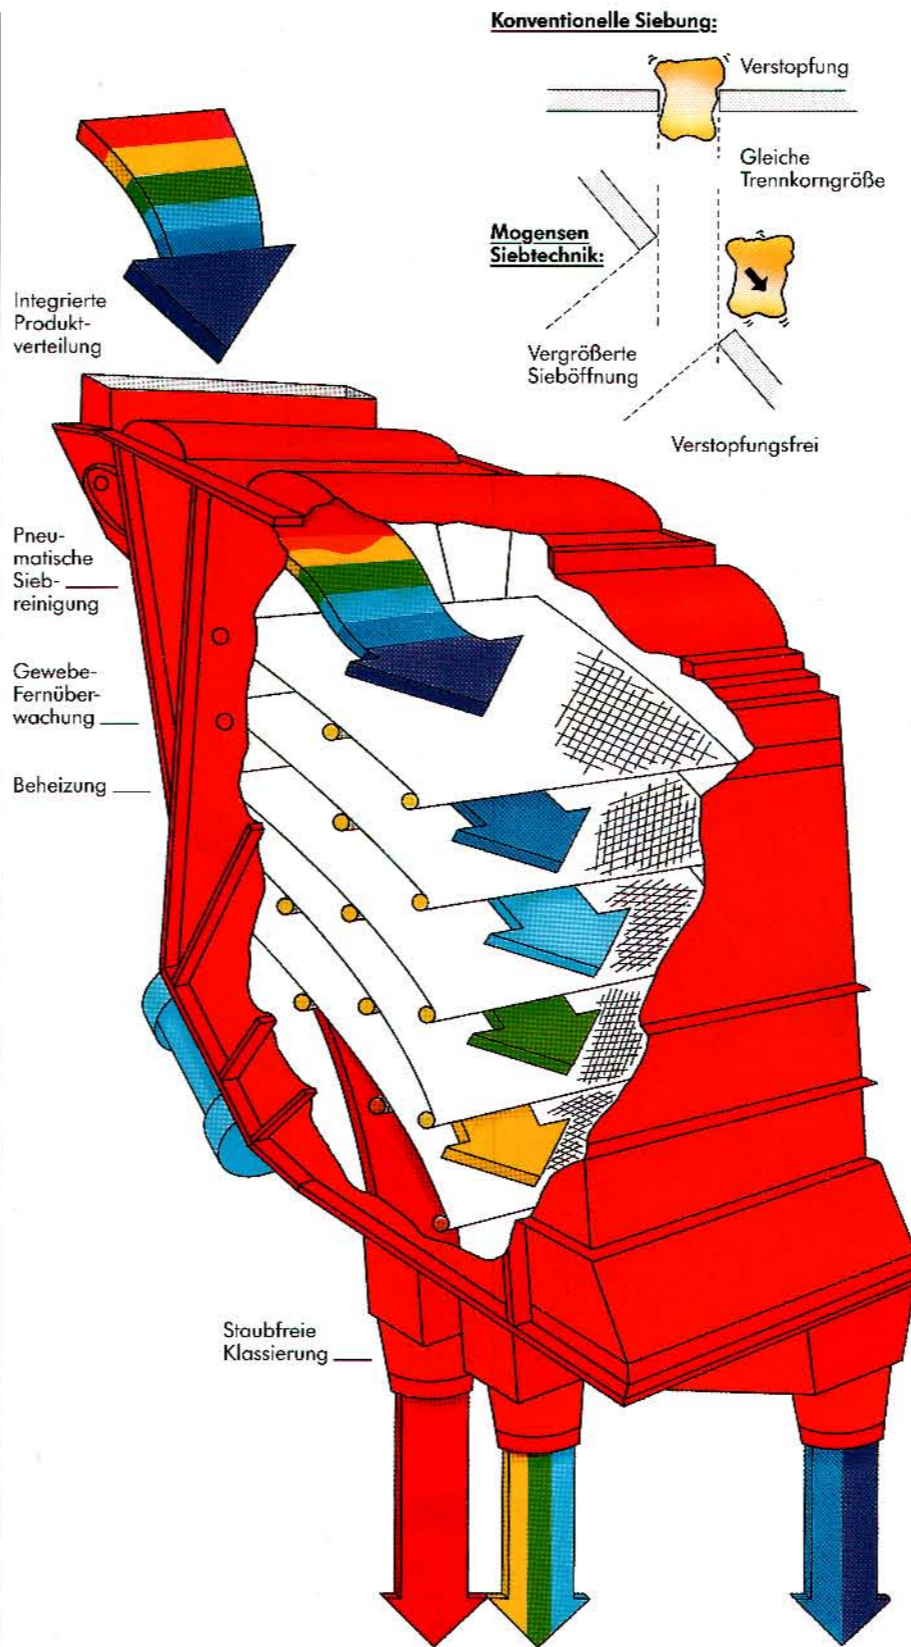 Konventionelle Siebung:
Verstopfung
Gleiche
Trennkorngröße
Mogensen
Siebtechnik:
Vergrößerte
Sieböffnung
Verstopfungsfrei
Integrierte
Produkt-
verteilung
Pneu-
matische
Sieb-
reinigung
Gewebe-
Fernüber-
wachung
Beheizung
Staubfreie
Klassierung